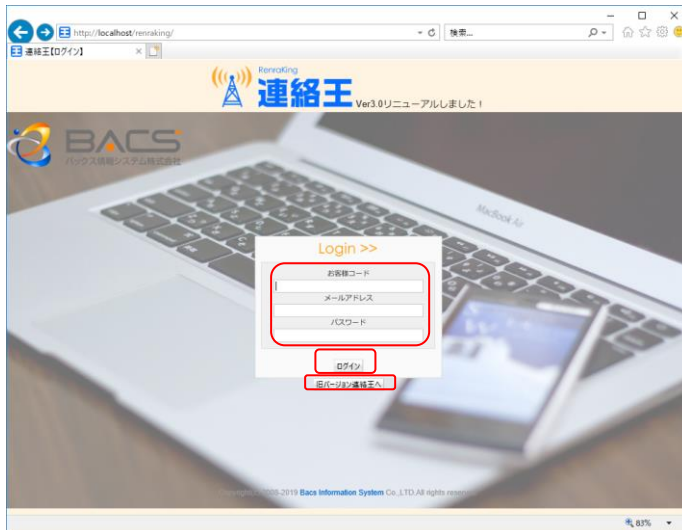 http://localhost/renraking/
検索...
連絡王【ログイン】
RenraKing
連絡王 Ver3.0リニューアルしました！
BACS
バックス情報システム株式会社
MacBook Air
Login >>
お客様コード
メールアドレス
パスワード
ログイン
旧バージョン連絡王へ
2008-2019 Bacs Information System Co.,LTD.All rights
83%